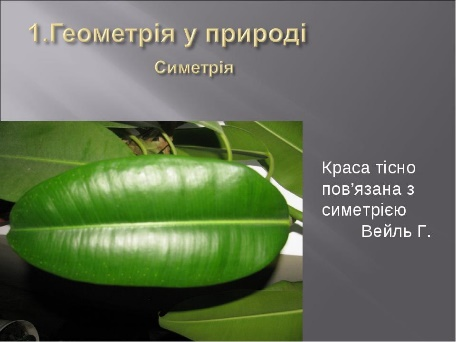 1.Геометрія у природі
Симетрія
Краса тісно
пов’язана з
симетрією
Вейль Г.